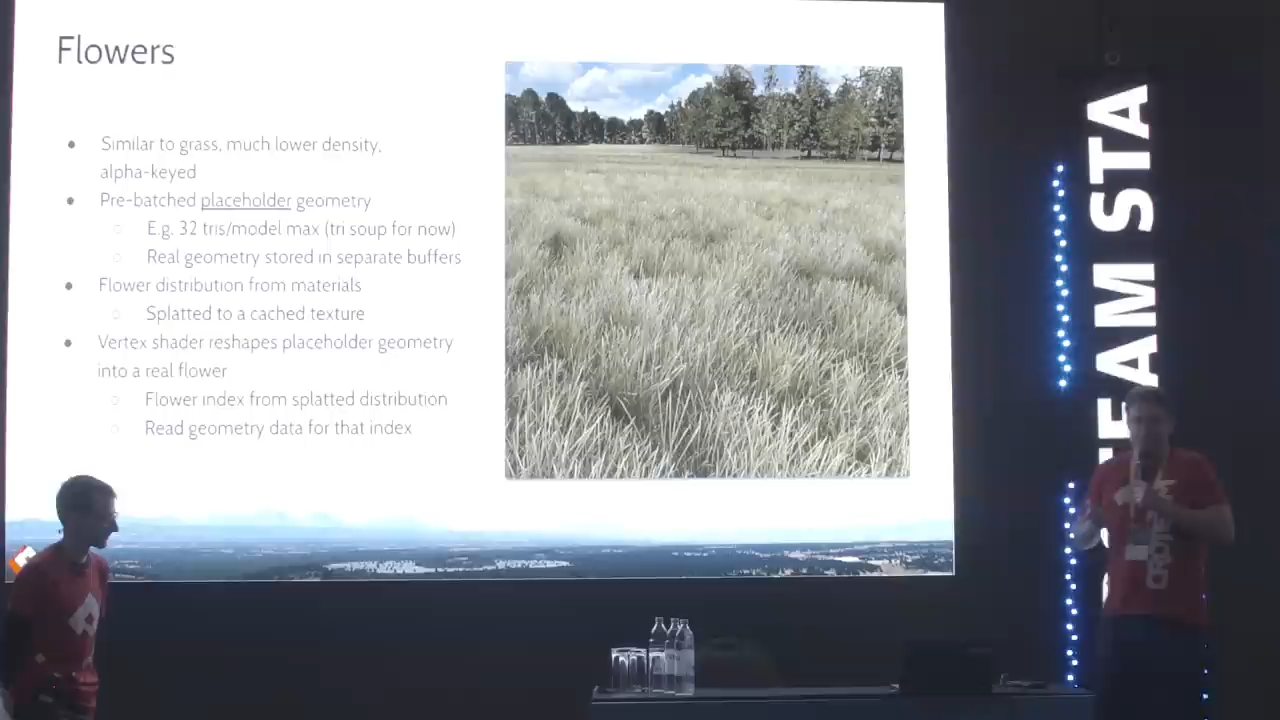 Flowers
● Similar to grass, much lower density,
alpha-keyed
● Pre-batched placeholder geometry
○ E.g. 32 tris/model max (tri soup for now)
○ Real geometry stored in separate buffers
● Flower distribution from materials
○ Splatted to a cached texture
● Vertex shader reshapes placeholder geometry
into a real flower
○ Flower index from splatted distribution
○ Read geometry data for that index
EAM STA